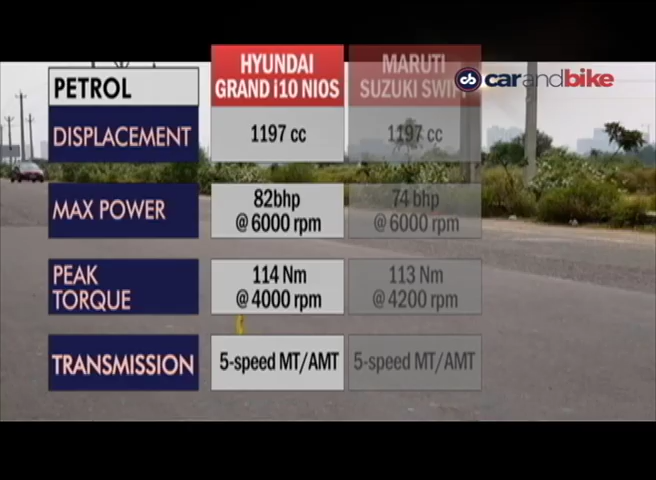 PETROL
HYUNDAI
GRAND i10 NIOS
MARUTI
SUZUKI SWIFT
carandbike
DISPLACEMENT
1197 cc
1197 cc
MAX POWER
82bhp
@ 6000 rpm
74 bhp
@ 6000 rpm
PEAK
TORQUE
114 Nm
@ 4000 rpm
113 Nm
@ 4200 rpm
TRANSMISSION
5-speed MT/AMT
5-speed MT/AMT